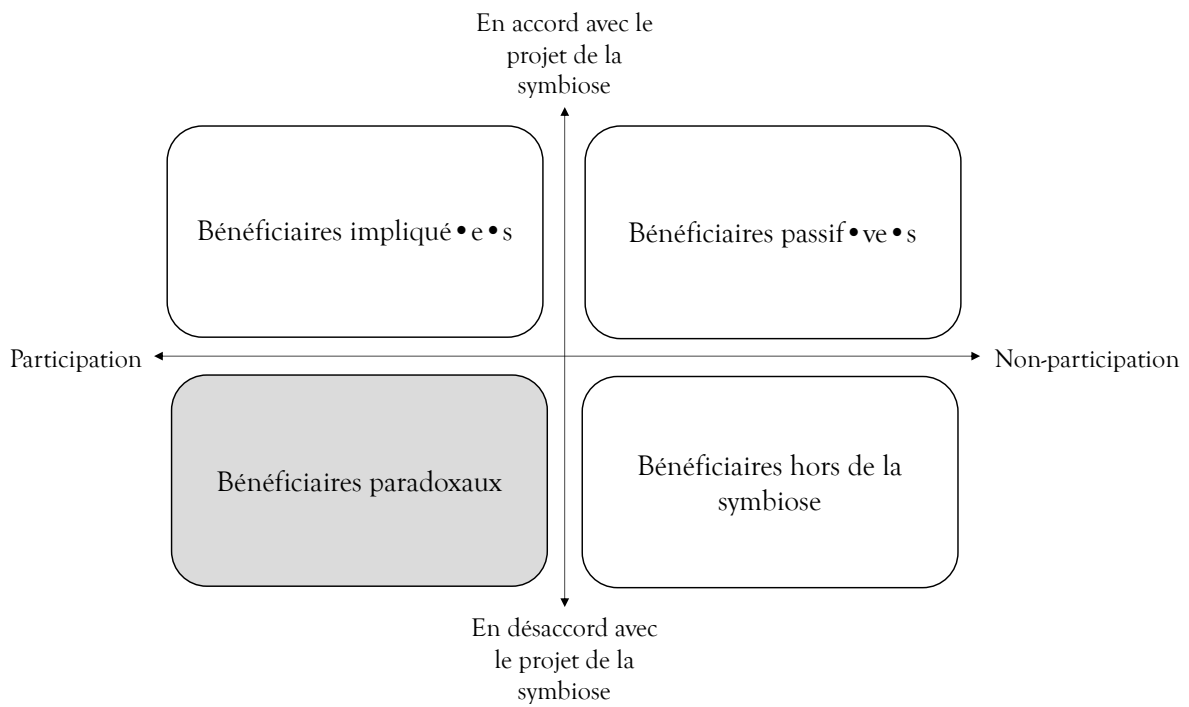 En accord avec le
projet de la
symbiose
Bénéficiaires impliqué•e•s
Bénéficiaires passif•ve•s
Participation
Non-participation
Bénéficiaires paradoxaux
Bénéficiaires hors de la
symbiose
En désaccord avec
le projet de la
symbiose